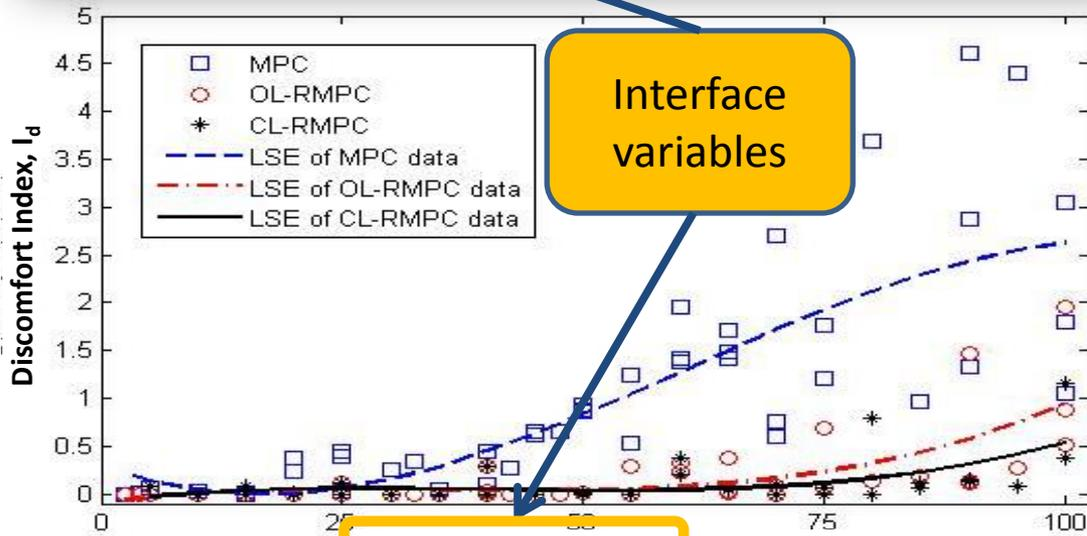 5
4.5
4
3.5
3
2.5
2
1.5
1
0.5
0
Discomfort Index, I_d
MPC
OL-RMPC
CL-RMPC
LSE of MPC data
LSE of OL-RMPC data
LSE of CL-RMPC data
Interface
variables
0
75
100